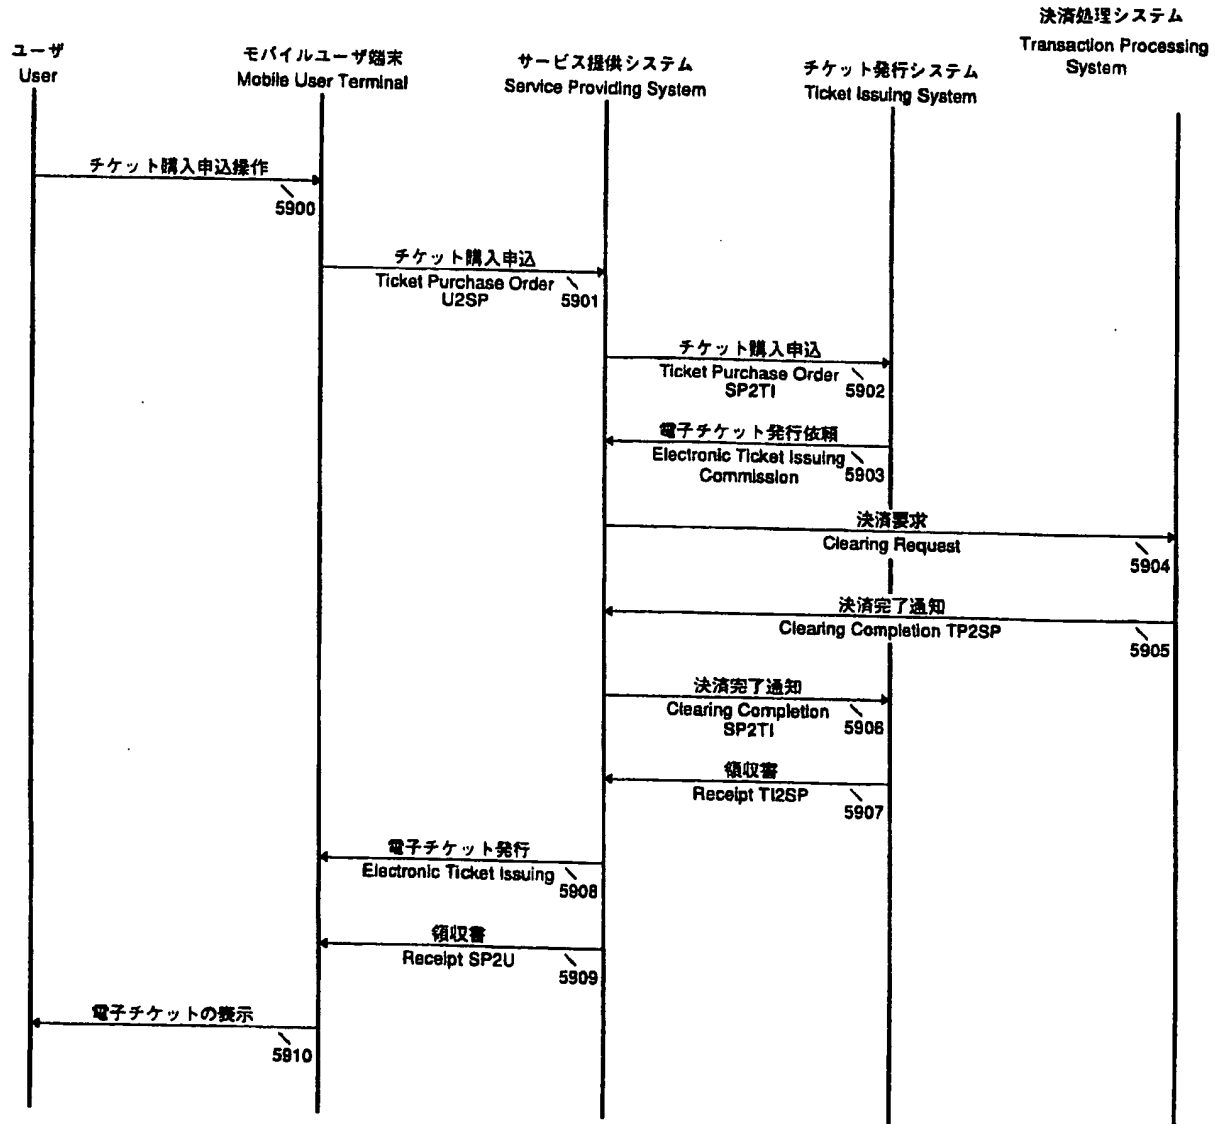 決済処理システム
Transaction Processing
System
ユーザ
User
モバイルユーザ端末
Mobile User Terminal
サービス提供システム
Service Providing System
チケット発行システム
Ticket Issuing System
チケット購入申込操作
5900
チケット購入申込
Ticket Purchase Order
U2SP
5901
チケット購入申込
Ticket Purchase Order
SP2TI
5902
電子チケット発行依頼
Electronic Ticket Issuing
Commission
5903
決済要求
Clearing Request
5904
決済完了通知
Clearing Completion TP2SP
5905
決済完了通知
Clearing Completion
SP2TI
5906
領収書
Receipt TI2SP
5907
電子チケット発行
Electronic Ticket Issuing
5908
領収書
Receipt SP2U
5909
電子チケットの表示
5910